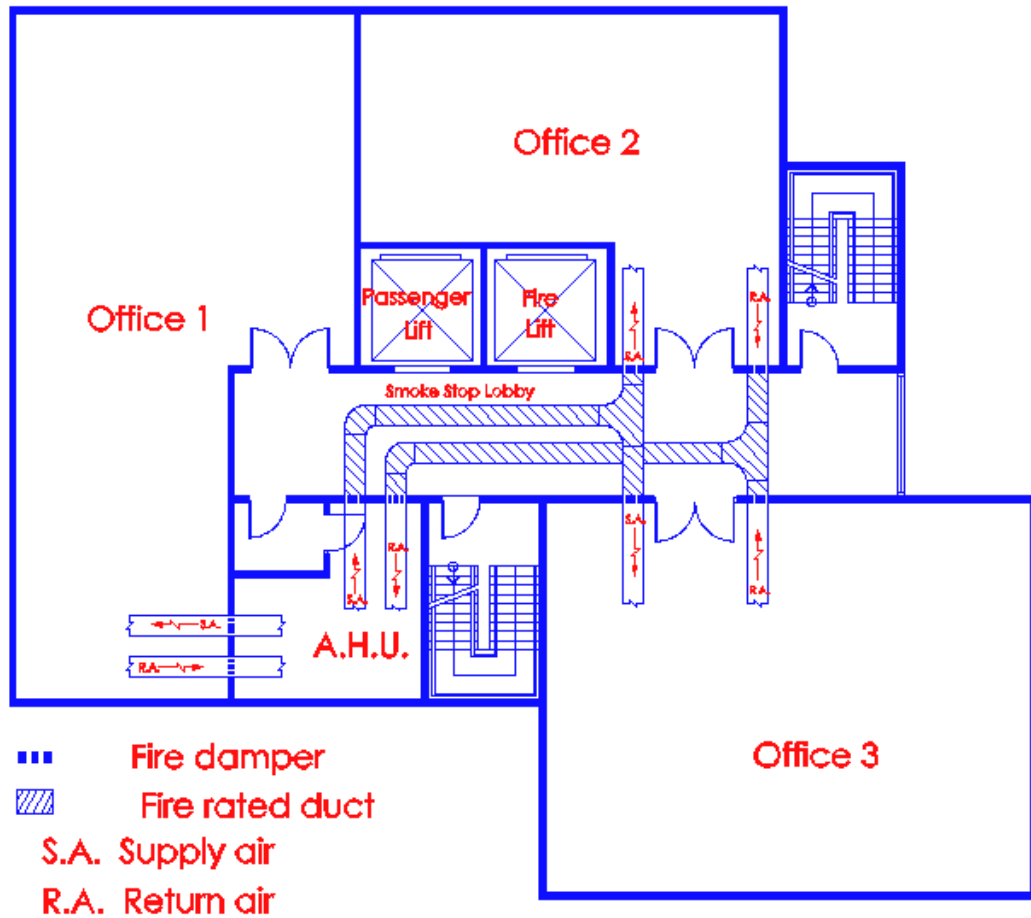 Office 2
Office 1
Passenger
Lift
Fire
Lift
R.A.
S.A.
Smoke Stop Lobby
S.A.
R.A.
R.A.
S.A.
R.A.
S.A.
R.A.
A.H.U.
Office 3
Fire damper
Fire rated duct
S.A. Supply air
R.A. Return air